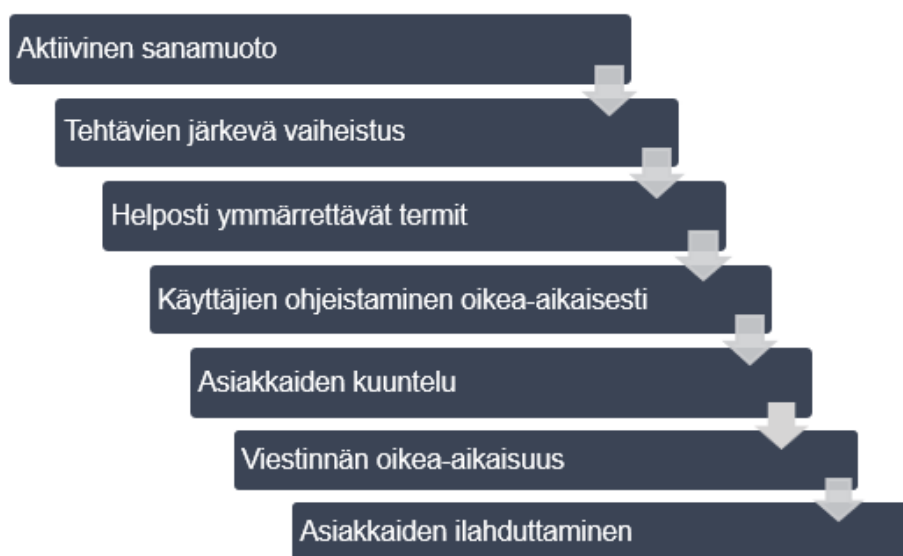 Aktiivinen sanamuoto
Tehtävien järkevä vaiheistus
Helposti ymmärrettävät termit
Käyttäjien ohjeistaminen oikea-aikaisesti
Asiakkaiden kuuntelu
Viestinnän oikea-aikaisuus
Asiakkaiden ilahduttaminen